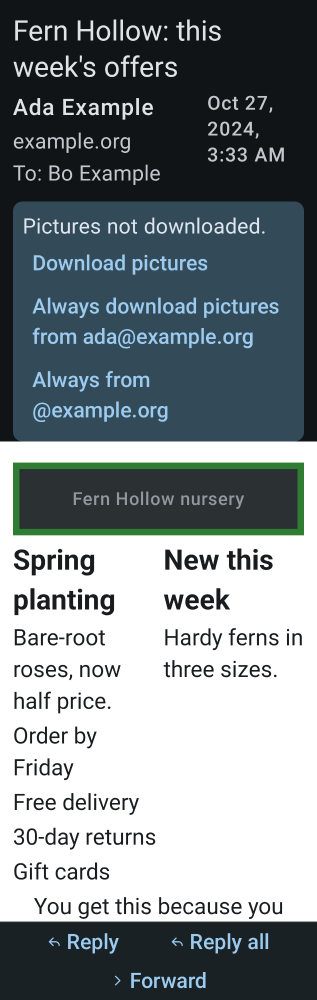 Fern Hollow: this
week's offers
Ada Example
example.org
To: Bo Example
Oct 27,
2024,
3:33 AM
Pictures not downloaded.
Download pictures
Always download pictures
from ada@example.org
Always from
@example.org
Fern Hollow nursery
Spring
planting
Bare-root
roses, now
half price.
Order by
Friday
Free delivery
30-day returns
Gift cards
New this
week
Hardy ferns in
three sizes.
You get this because you
Reply
Reply all
Forward